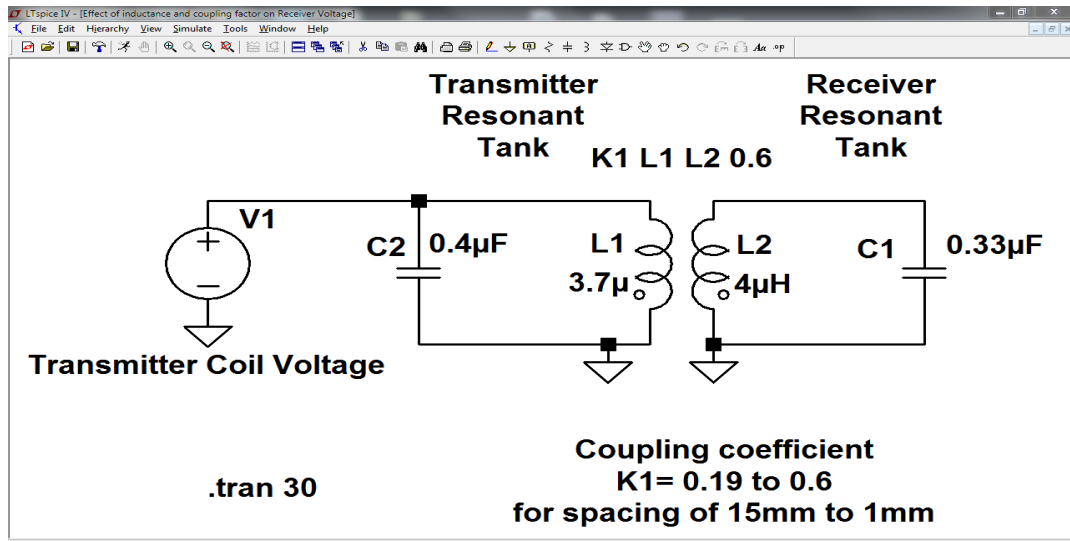 LTspice IV - [Effect of inductance and coupling factor on Receiver Voltage]
File Edit Hierarchy View Simulate Tools Window Help
Aa .op
Transmitter
Resonant
Tank
Receiver
Resonant
Tank
K1 L1 L2 0.6
V1
C2 0.4µF
L1
3.7µ
L2
4µH
C1 0.33µF
Transmitter Coil Voltage
.tran 30
Coupling coefficient
K1= 0.19 to 0.6
for spacing of 15mm to 1mm